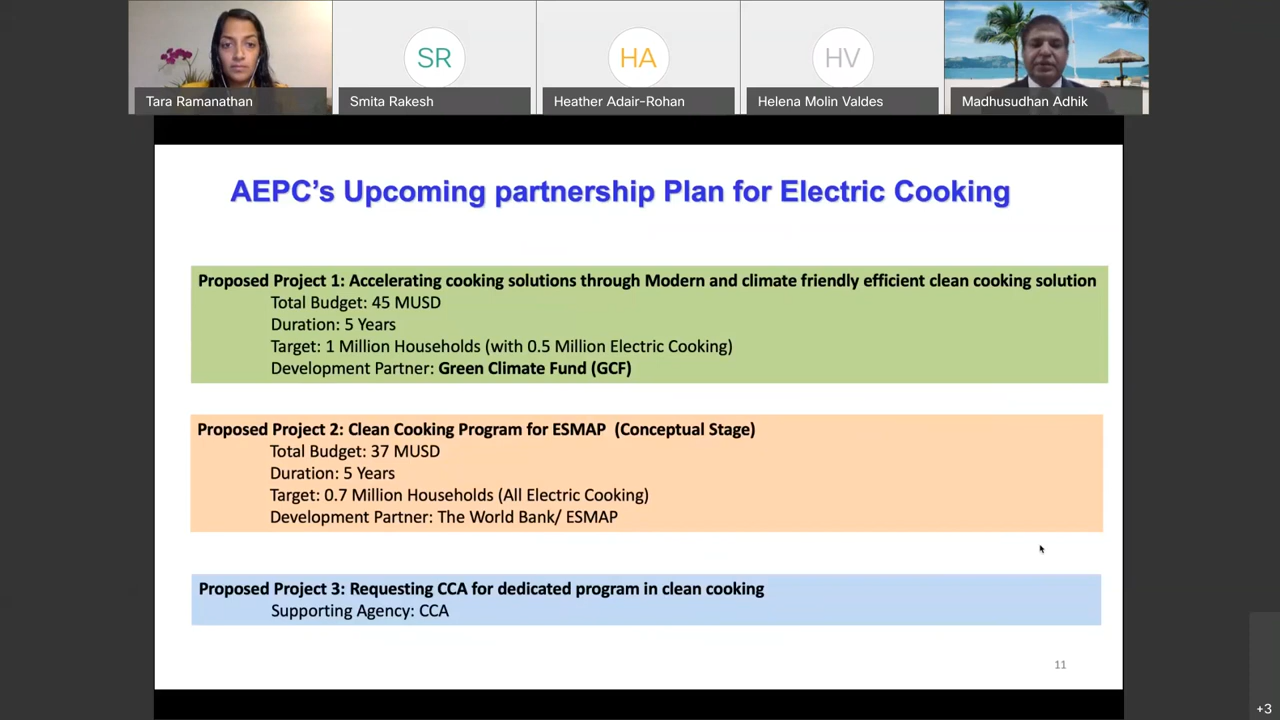 SR
HA
HV
Tara Ramanathan
Smita Rakesh
Heather Adair-Rohan
Helena Molin Valdes
Madhusudhan Adhik
AEPC's Upcoming partnership Plan for Electric Cooking
Proposed Project 1: Accelerating cooking solutions through Modern and climate friendly efficient clean cooking solution
Total Budget: 45 MUSD
Duration: 5 Years
Target: 1 Million Households (with 0.5 Million Electric Cooking)
Development Partner: Green Climate Fund (GCF)
Proposed Project 2: Clean Cooking Program for ESMAP (Conceptual Stage)
Total Budget: 37 MUSD
Duration: 5 Years
Target: 0.7 Million Households (All Electric Cooking)
Development Partner: The World Bank/ ESMAP
Proposed Project 3: Requesting CCA for dedicated program in clean cooking
Supporting Agency: CCA
11
+3